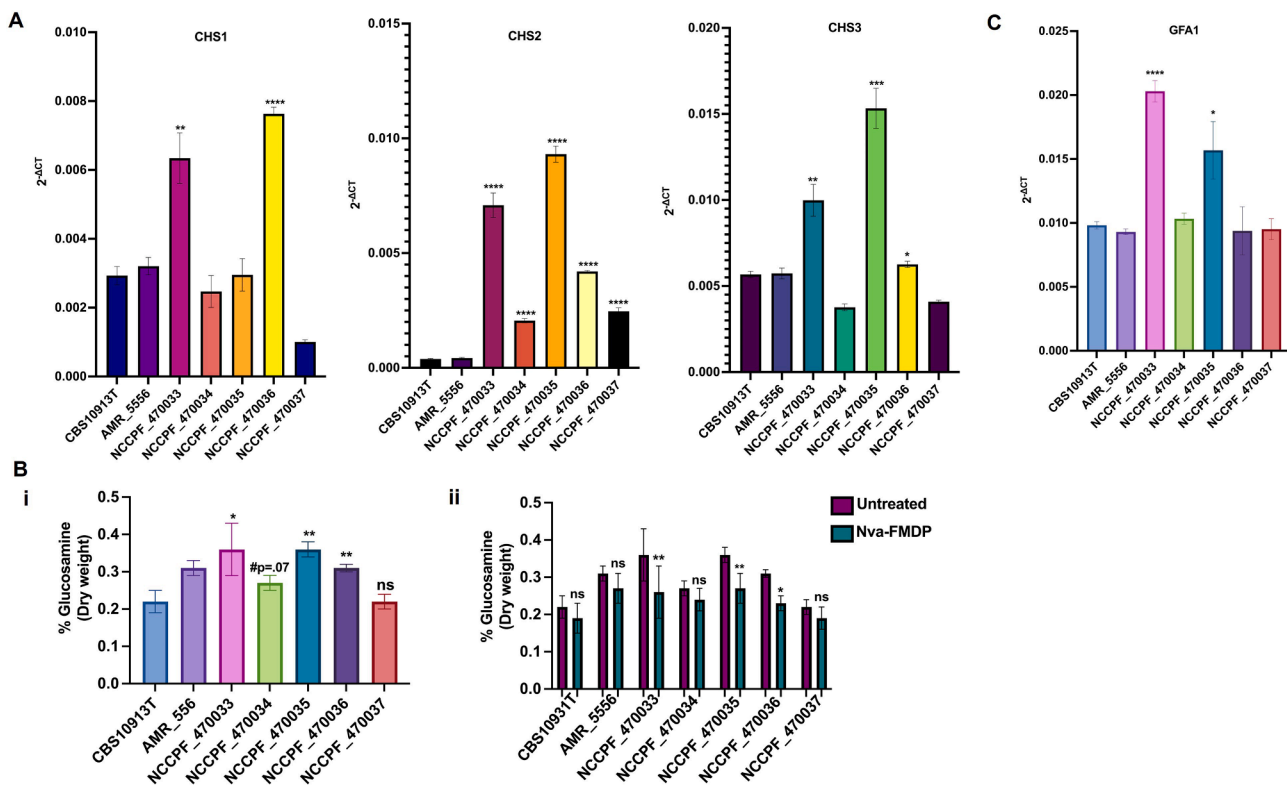 A
CHS1
0.010
0.008
0.006
0.004
0.002
0.000
2-ΔCT
**
****
CBS10913T
AMR_5556
NCCPF_470033
NCCPF_470034
NCCPF_470035
NCCPF_470036
NCCPF_470037
CHS2
0.015
0.010
0.005
0.000
2-ΔCT
****
****
****
****
****
CBS10913T
AMR_5556
NCCPF_470033
NCCPF_470034
NCCPF_470035
NCCPF_470036
NCCPF_470037
CHS3
0.020
0.015
0.010
0.005
0.000
2-ΔCT
**
***
*
CBS10913T
AMR_5556
NCCPF_470033
NCCPF_470034
NCCPF_470035
NCCPF_470036
NCCPF_470037
C
GFA1
0.025
0.020
0.015
0.010
0.005
0.000
2-ΔCT
****
*
CBS10913T
AMR_5556
NCCPF_470033
NCCPF_470034
NCCPF_470035
NCCPF_470036
NCCPF_470037
B
i
0.5
0.4
0.3
0.2
0.1
0.0
% Glucosamine
(Dry weight)
*
#p=.07
**
**
ns
CBS10913T
AMR_556
NCCPF_470033
NCCPF_470034
NCCPF_470035
NCCPF_470036
NCCPF_470037
ii
0.5
0.4
0.3
0.2
0.1
0.0
% Glucosamine
(Dry weight)
ns
ns
**
ns
**
*
ns
CBS10931T
AMR_5556
NCCPF_470033
NCCPF_470034
NCCPF_470035
NCCPF_470036
NCCPF_470037
Untreated
Nva-FMDP